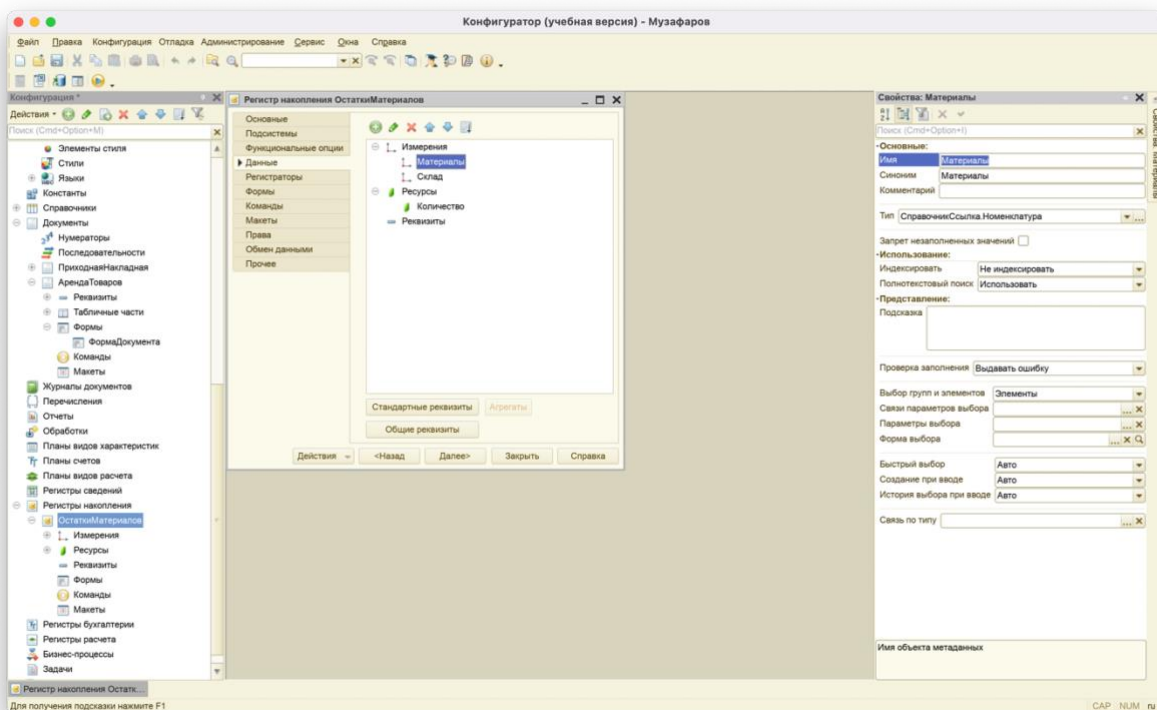 Конфигуратор (учебная версия) - Музафаров
Файл Правка Конфигурация Отладка Администрирование Сервис Окна Справка
Конфигурация *
Действия
Поиск (Cmd+Option+M)
Элементы стиля
Стили
Языки
Константы
Справочники
Документы
Нумераторы
Последовательности
ПриходнаяНакладная
АрендаТоваров
Реквизиты
Табличные части
Формы
ФормаДокумента
Команды
Макеты
Журналы документов
Перечисления
Отчеты
Обработки
Планы видов характеристик
Планы счетов
Планы видов расчета
Регистры сведений
Регистры накопления
ОстаткиМатериалов
Измерения
Ресурсы
Реквизиты
Формы
Команды
Макеты
Регистры бухгалтерии
Регистры расчета
Бизнес-процессы
Задачи
Регистр накопления ОстаткиМатериалов
Основные
Подсистемы
Функциональные опции
Данные
Регистраторы
Формы
Команды
Макеты
Права
Обмен данными
Прочее
Измерения
Материалы
Склад
Ресурсы
Количество
Реквизиты
Стандартные реквизиты Агрегаты
Общие реквизиты
Действия <Назад Далее> Закрыть Справка
Свойства: Материалы
Поиск (Cmd+Option+I)
Основные:
Имя Материалы
Синоним Материалы
Комментарий
Тип СправочникСсылка.Номенклатура
Запрет незаполненных значений
Использование:
Индексировать Не индексировать
Полнотекстовый поиск Использовать
Представление:
Подсказка
Проверка заполнения Выдавать ошибку
Выбор групп и элементов Элементы
Связи параметров выбора
Параметры выбора
Форма выбора
Быстрый выбор Авто
Создание при вводе Авто
История выбора при вводе Авто
Связь по типу
Имя объекта метаданных
Свойства: Материалы
Регистр накопления Остатк...
Для получения подсказки нажмите F1
CAP NUM ru